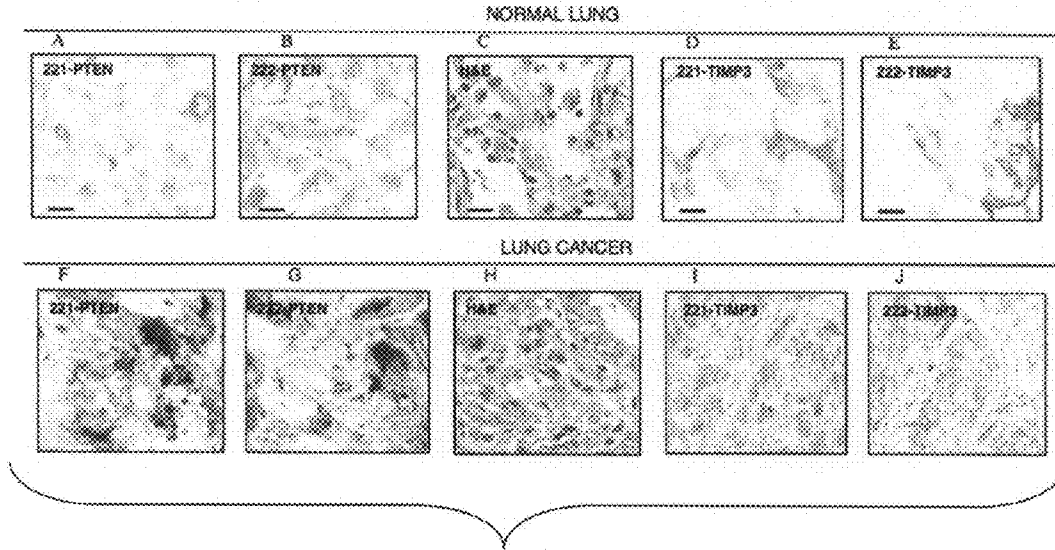 NORMAL LUNG
A B C D E
221-PTEN 222-PTEN H&E 221-TIMP3 222-TIMP3
LUNG CANCER
F G H I J
221-PTEN 222-PTEN H&E 221-TIMP3 222-TIMP3